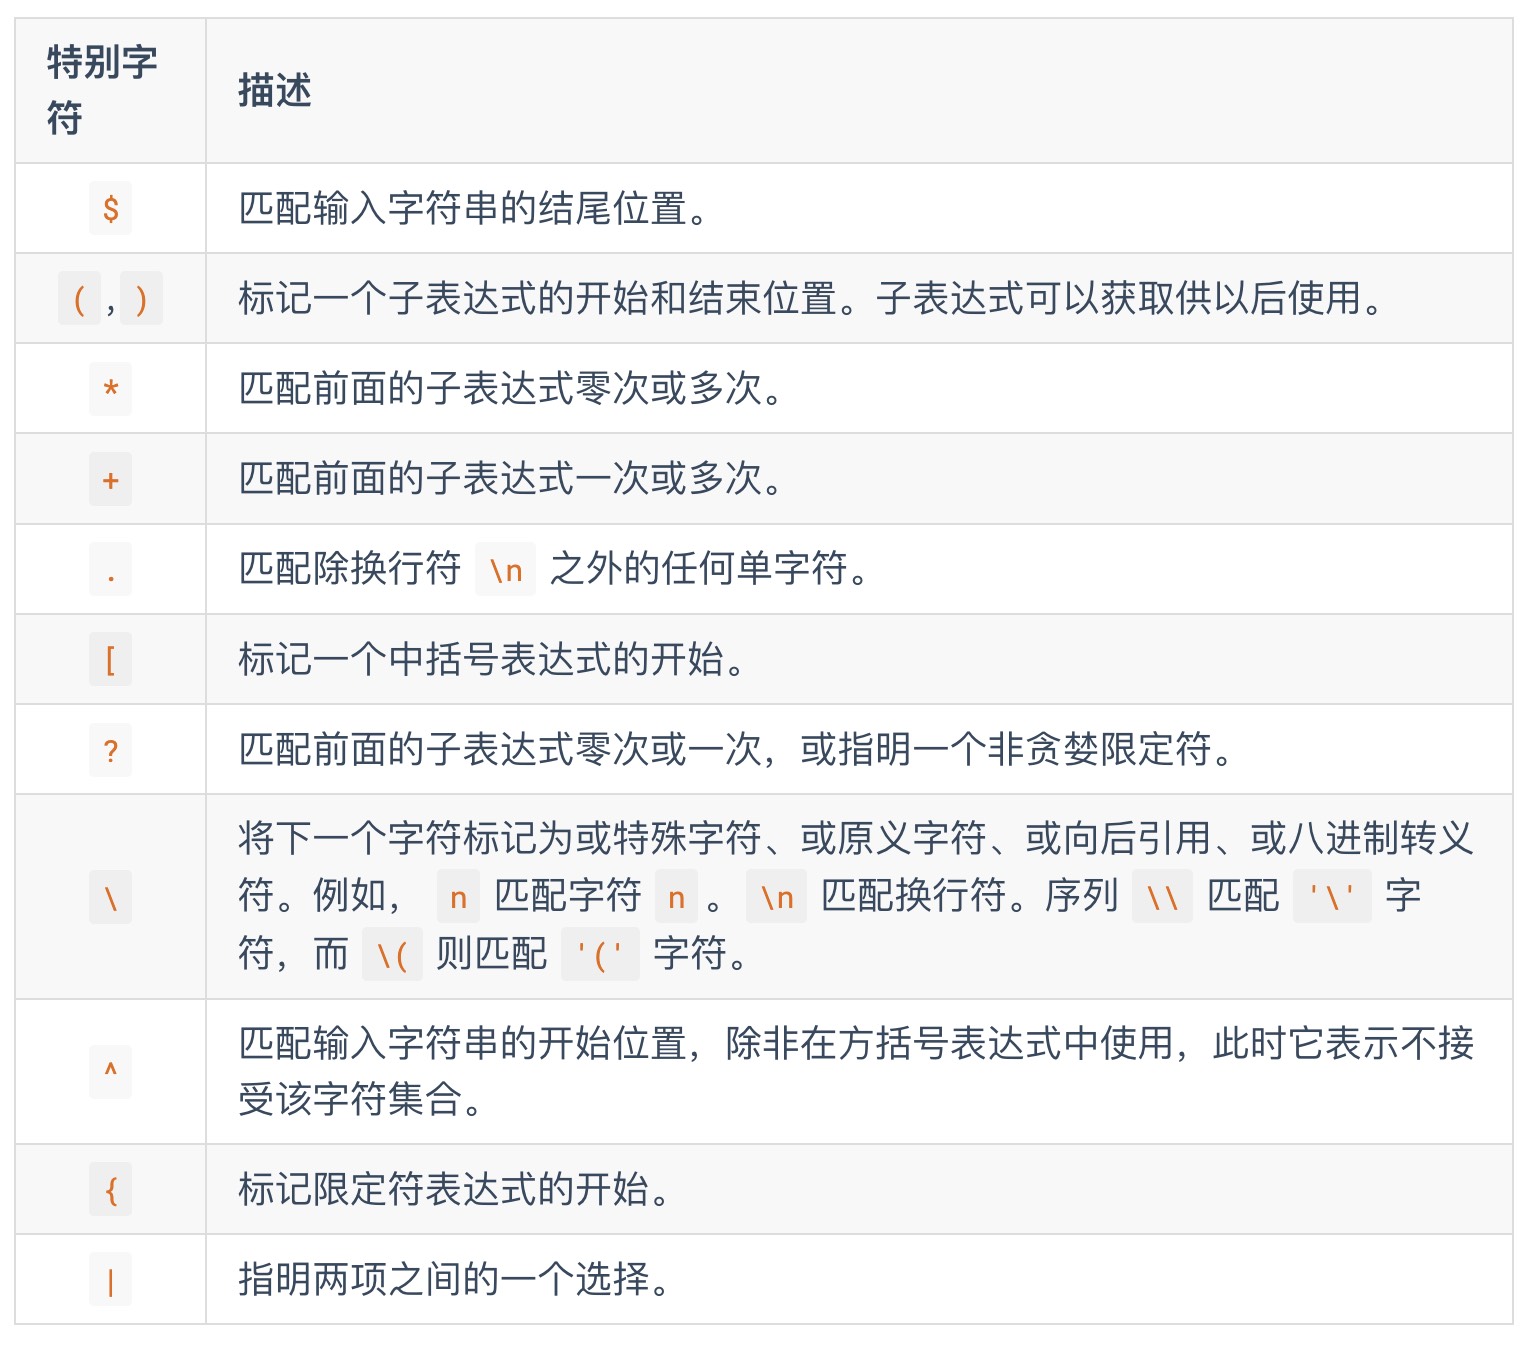 特别字
符
描述
$
匹配输入字符串的结尾位置。
( , )
标记一个子表达式的开始和结束位置。子表达式可以获取供以后使用。
*
匹配前面的子表达式零次或多次。
+
匹配前面的子表达式一次或多次。
.
匹配除换行符 \n 之外的任何单字符。
[
标记一个中括号表达式的开始。
?
匹配前面的子表达式零次或一次，或指明一个非贪婪限定符。
\
将下一个字符标记为或特殊字符、或原义字符、或向后引用、或八进制转义
符。例如， n 匹配字符 n 。 \n 匹配换行符。序列 \\ 匹配 '\' 字
符，而 \( 则匹配 '(' 字符。
^
匹配输入字符串的开始位置，除非在方括号表达式中使用，此时它表示不接
受该字符集合。
{
标记限定符表达式的开始。
|
指明两项之间的一个选择。